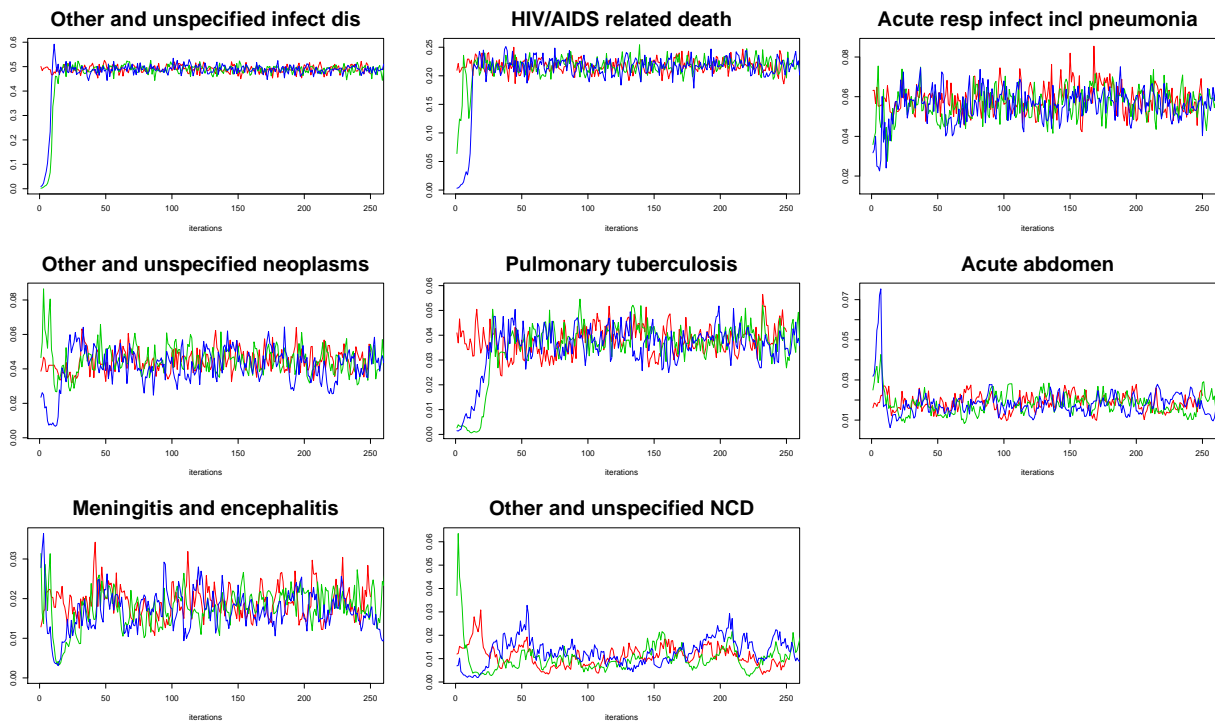 Other and unspecified infect dis
0.0 0.1 0.2 0.3 0.4 0.5 0.6
0 50 100 150 200 250
iterations
HIV/AIDS related death
0.00 0.05 0.10 0.15 0.20 0.25
0 50 100 150 200 250
iterations
Acute resp infect incl pneumonia
0.02 0.04 0.06 0.08
0 50 100 150 200 250
iterations
Other and unspecified neoplasms
0.00 0.02 0.04 0.06 0.08
0 50 100 150 200 250
iterations
Pulmonary tuberculosis
0.00 0.01 0.02 0.03 0.04 0.05 0.06
0 50 100 150 200 250
iterations
Acute abdomen
0.01 0.03 0.05 0.07
0 50 100 150 200 250
iterations
Meningitis and encephalitis
0.00 0.01 0.02 0.03
0 50 100 150 200 250
iterations
Other and unspecified NCD
0.00 0.01 0.02 0.03 0.04 0.05 0.06
0 50 100 150 200 250
iterations